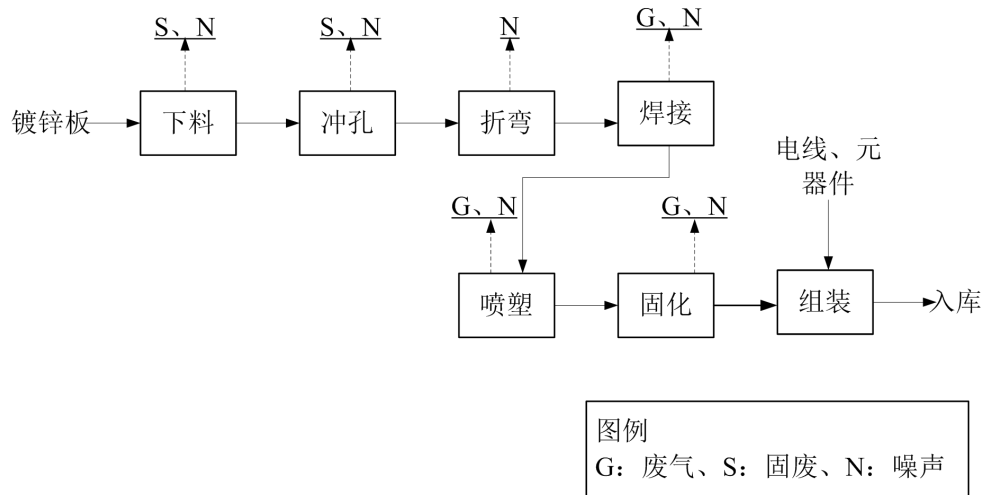 S、N
S、N
N
G、N
镀锌板
下料
冲孔
折弯
焊接
电线、元
器件
G、N
G、N
喷塑
固化
组装
入库
图例
G：废气、S：固废、N：噪声